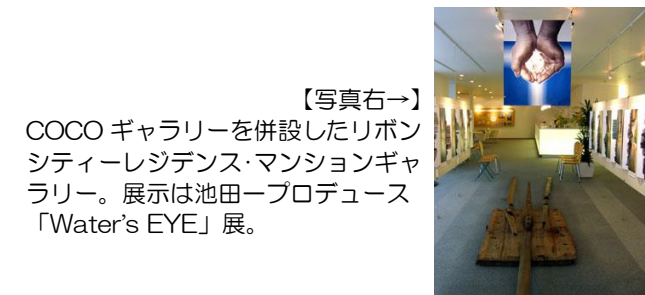 【写真右→】
COCO ギャラリーを併設したリボン
シティーレジデンス・マンションギャ
ラリー。展示は池田一プロデュース
「Water's EYE」展。